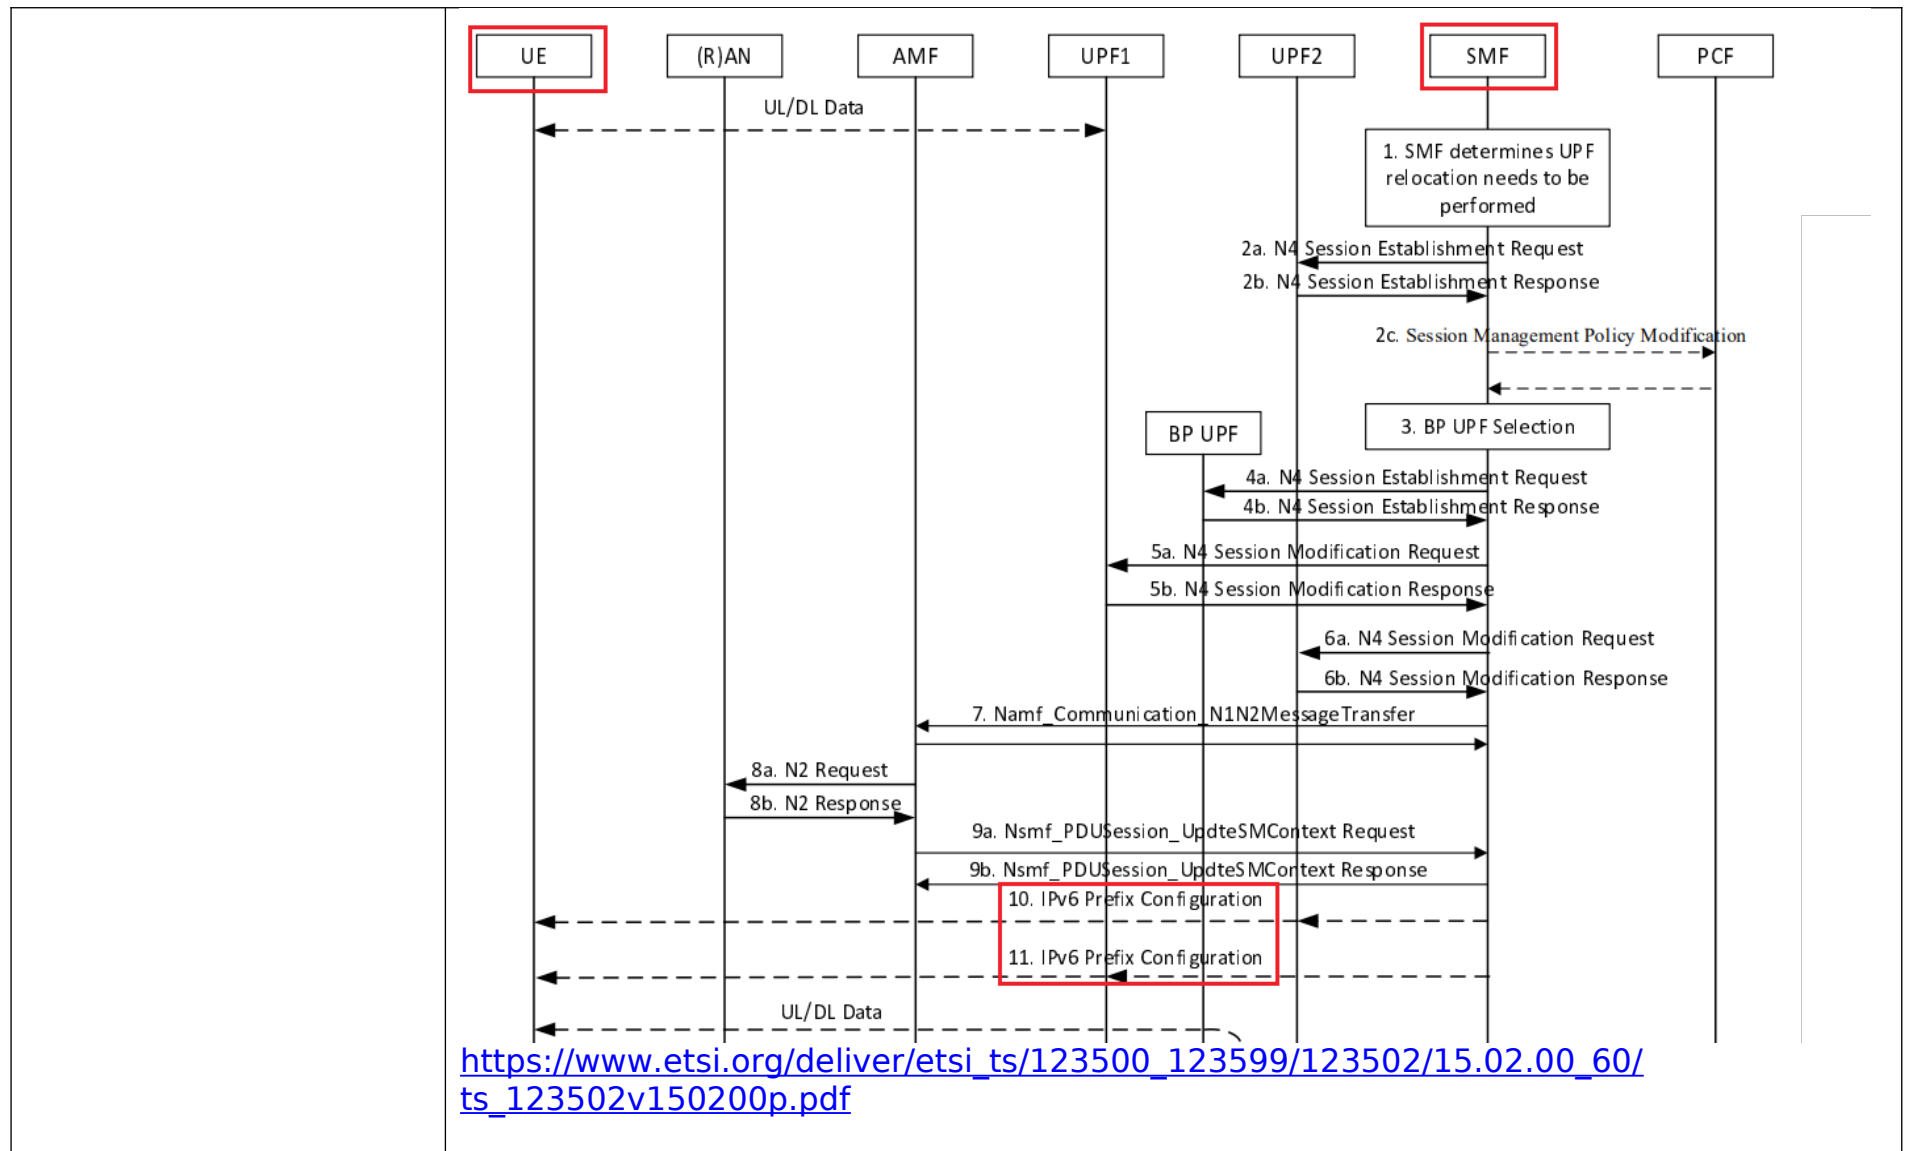 UE
(R)AN
AMF
UPF1
UPF2
SMF
PCF
UL/DL Data
1. SMF determines UPF
relocation needs to be
performed
2a. N4 Session Establishment Request
2b. N4 Session Establishment Response
2c. Session Management Policy Modification
BP UPF
3. BP UPF Selection
4a. N4 Session Establishment Request
4b. N4 Session Establishment Response
5a. N4 Session Modification Request
5b. N4 Session Modification Response
6a. N4 Session Modification Request
6b. N4 Session Modification Response
7. Namf_Communication_N1N2MessageTransfer
8a. N2 Request
8b. N2 Response
9a. Nsmf_PDUSession_UpdteSMContext Request
9b. Nsmf_PDUSession_UpdteSMContext Response
10. IPv6 Prefix Configuration
11. IPv6 Prefix Configuration
UL/DL Data
https://www.etsi.org/deliver/etsi_ts/123500_123599/123502/15.02.00_60/
ts_123502v150200p.pdf